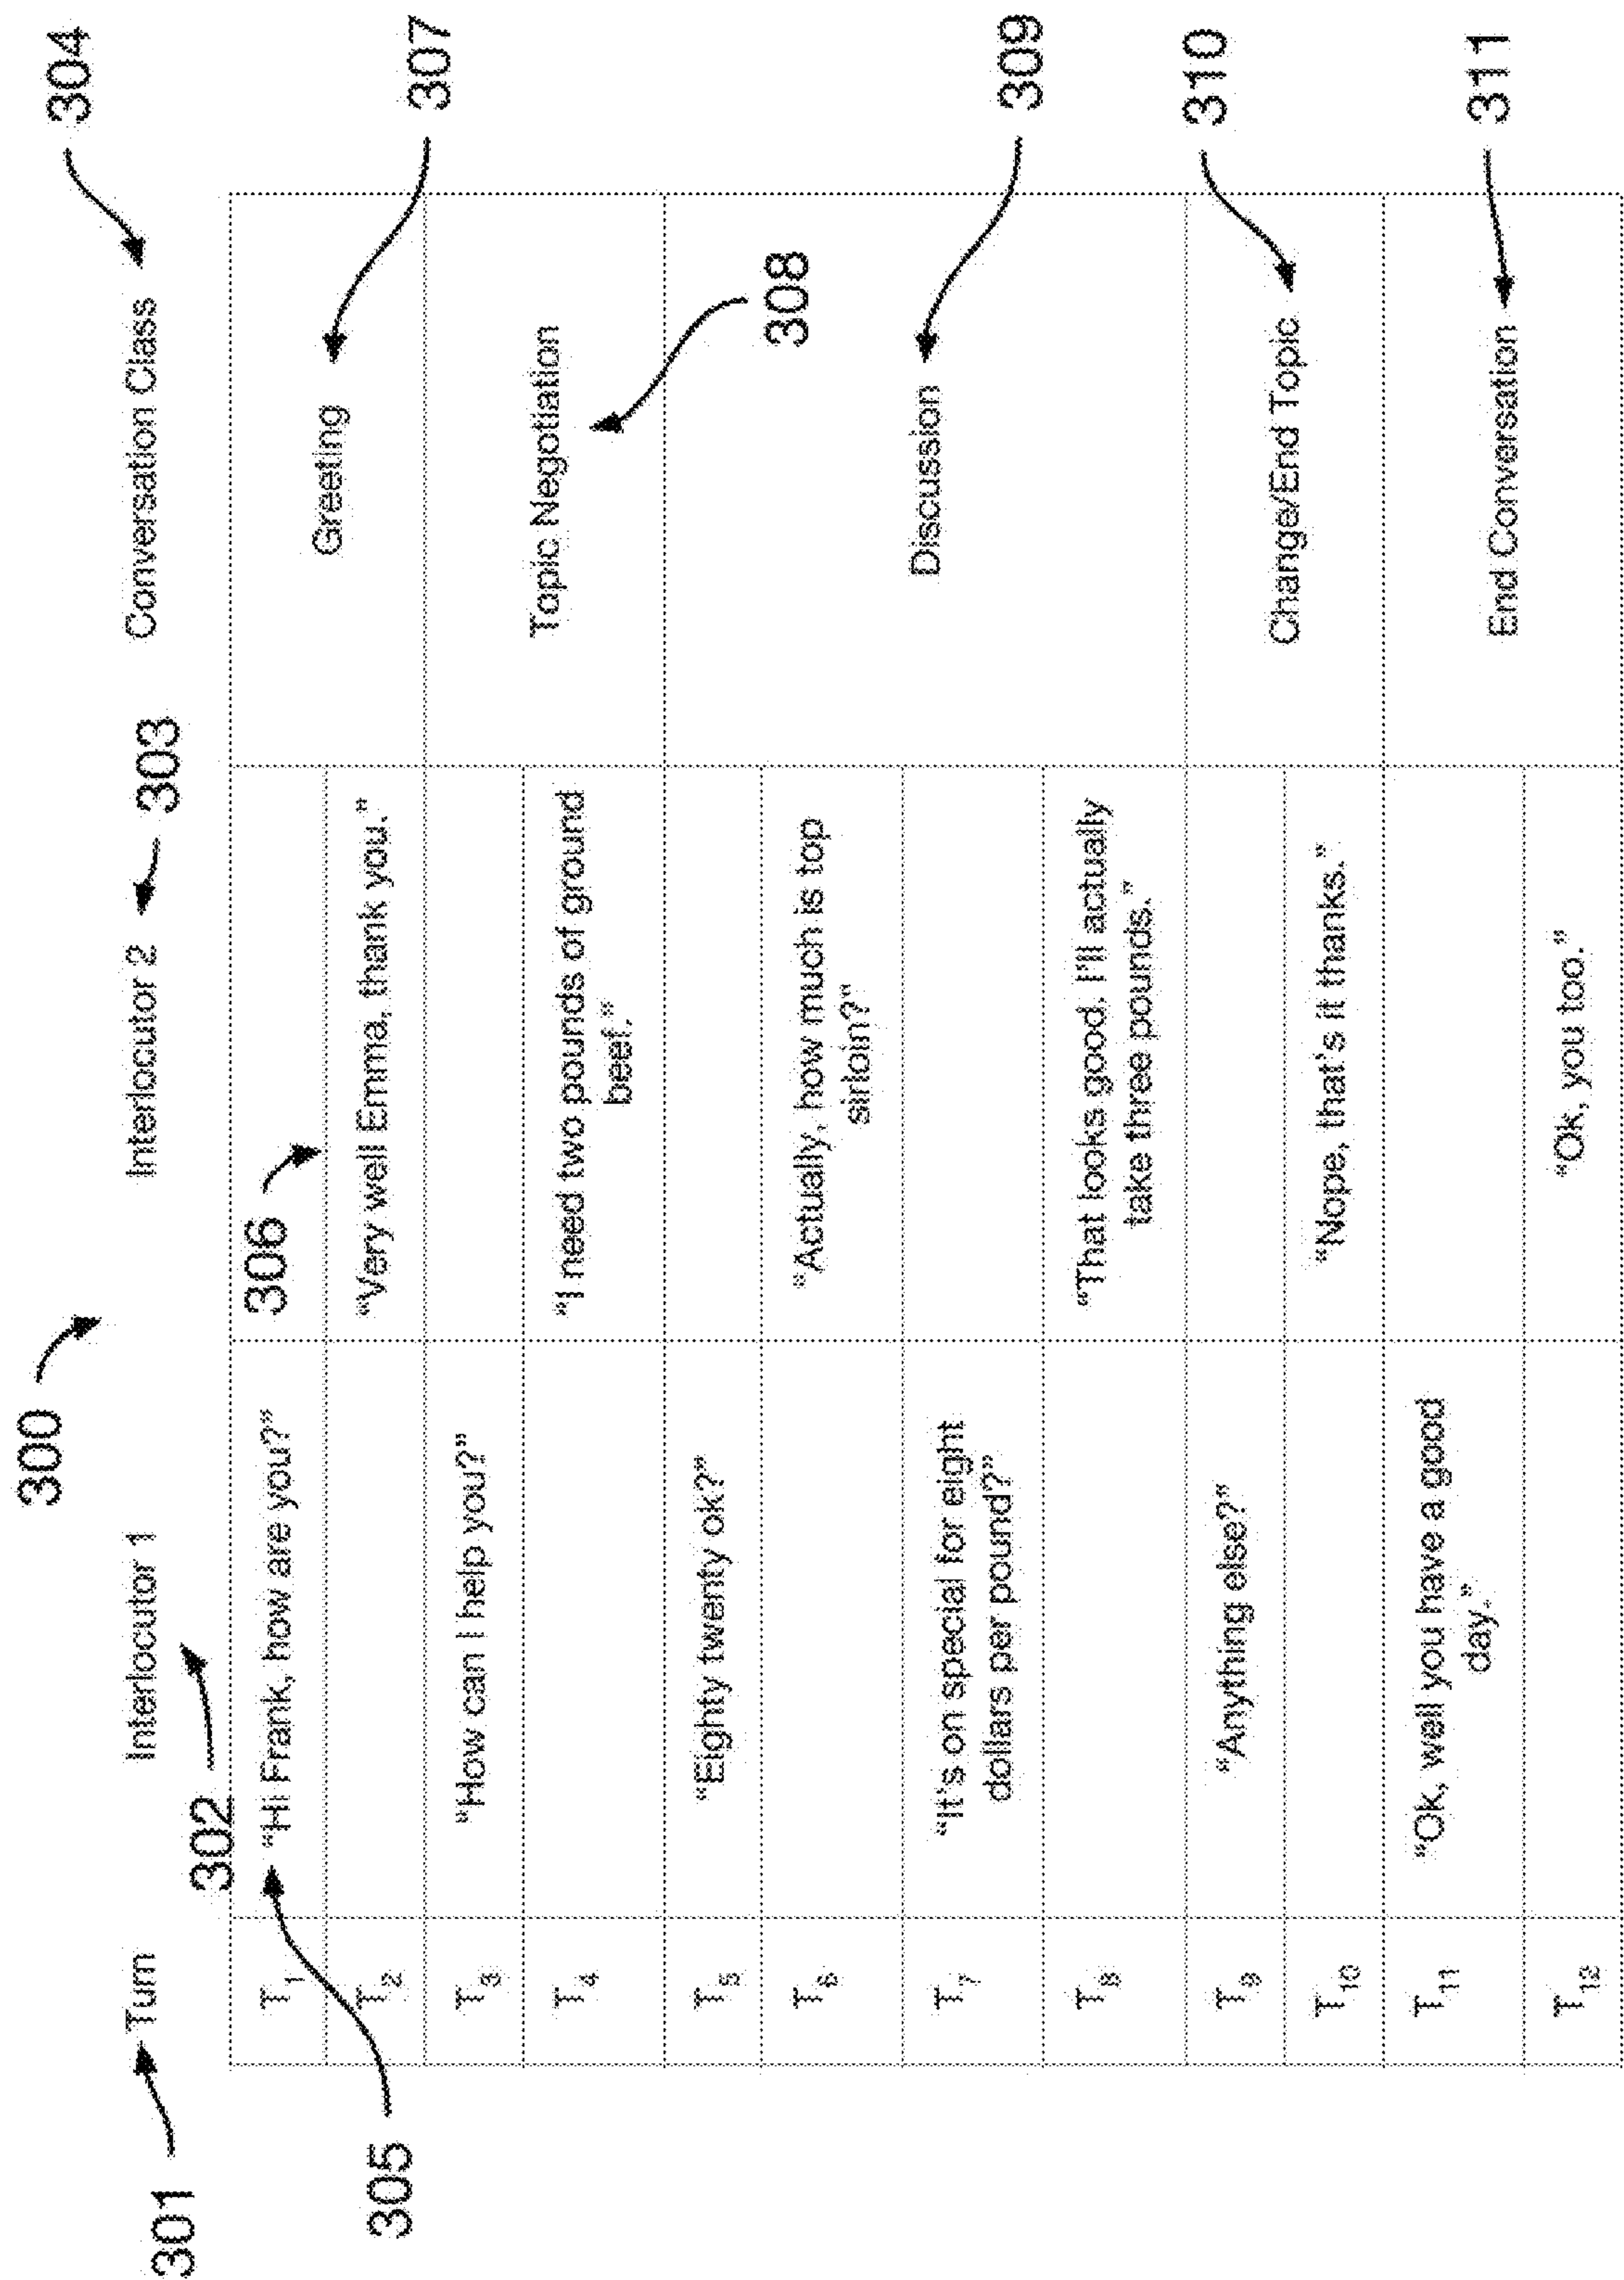 300
304
301
302
303
Turn
Interlocutor 1
Interlocutor 2
Conversation Class
305
T1
"Hi Frank, how are you?"
306
Greeting
307
T2
"Very well Emma, thank you."
T3
"How can I help you?"
Topic Negotiation
308
T4
"I need two pounds of ground
beef."
T5
"Eighty twenty ok?"
Discussion
309
T6
"Actually, how much is top
sirloin?"
T7
"It's on special for eight
dollars per pound?"
T8
"That looks good. I'll actually
take three pounds."
T9
"Anything else?"
Change/End Topic
310
T10
"Nope, that's it thanks."
T11
"Ok, well you have a good
day."
End Conversation
311
T12
"Ok, you too."